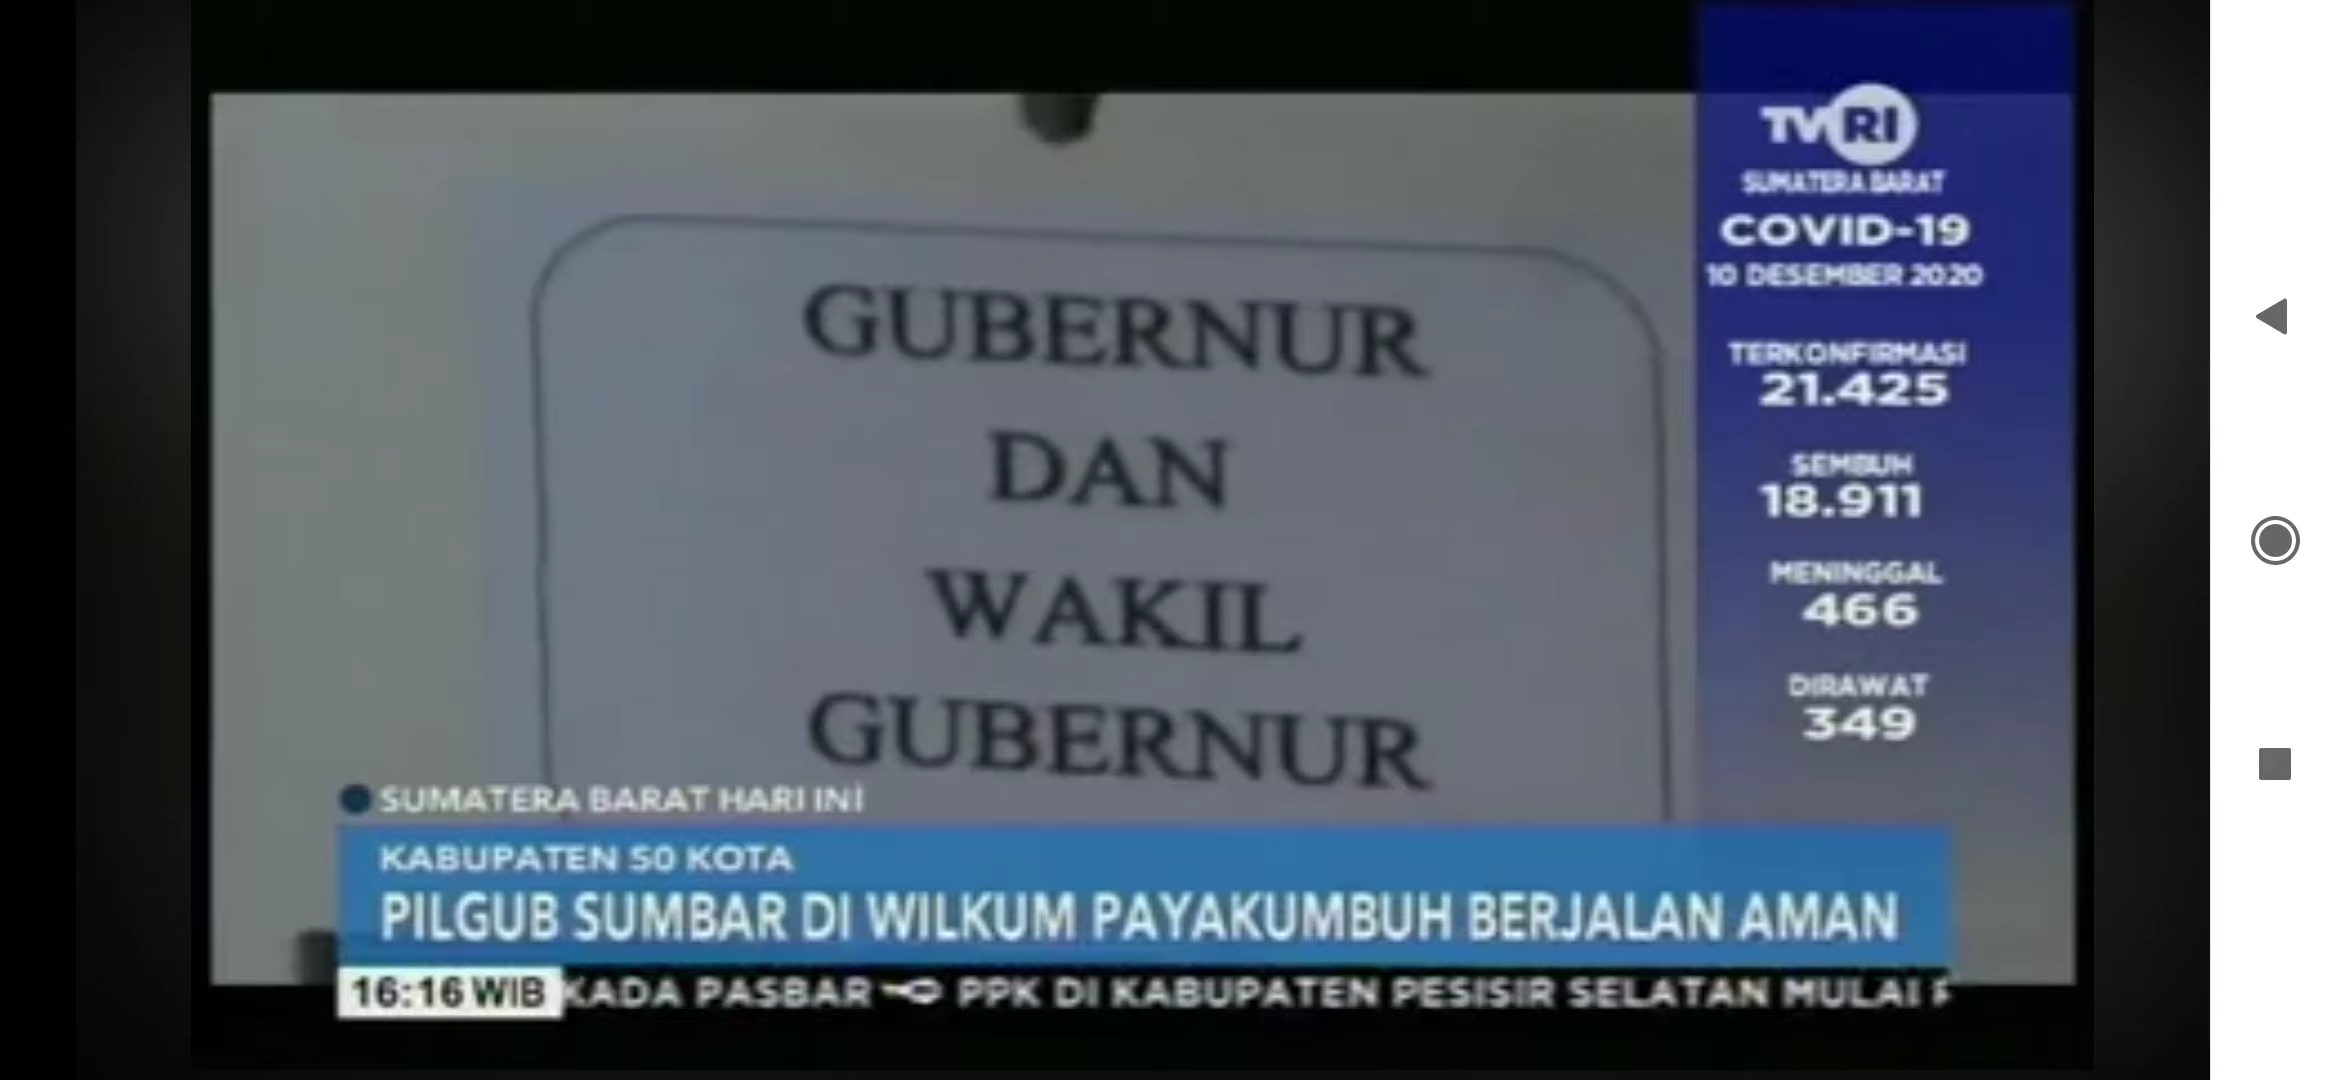 GUBERNUR
DAN
WAKIL
GUBERNUR
TVRI
SUMATERA BARAT
COVID-19
10 DESEMBER 2020
TERKONFIRMASI
21.425
SEMBUH
18.911
MENINGGAL
466
DIRAWAT
349
SUMATERA BARAT HARI INI
KABUPATEN 50 KOTA
PILGUB SUMBAR DI WILKUM PAYAKUMBUH BERJALAN AMAN
16:16 WIB KADA PASBAR PPK DI KABUPATEN PESISIR SELATAN MULAI